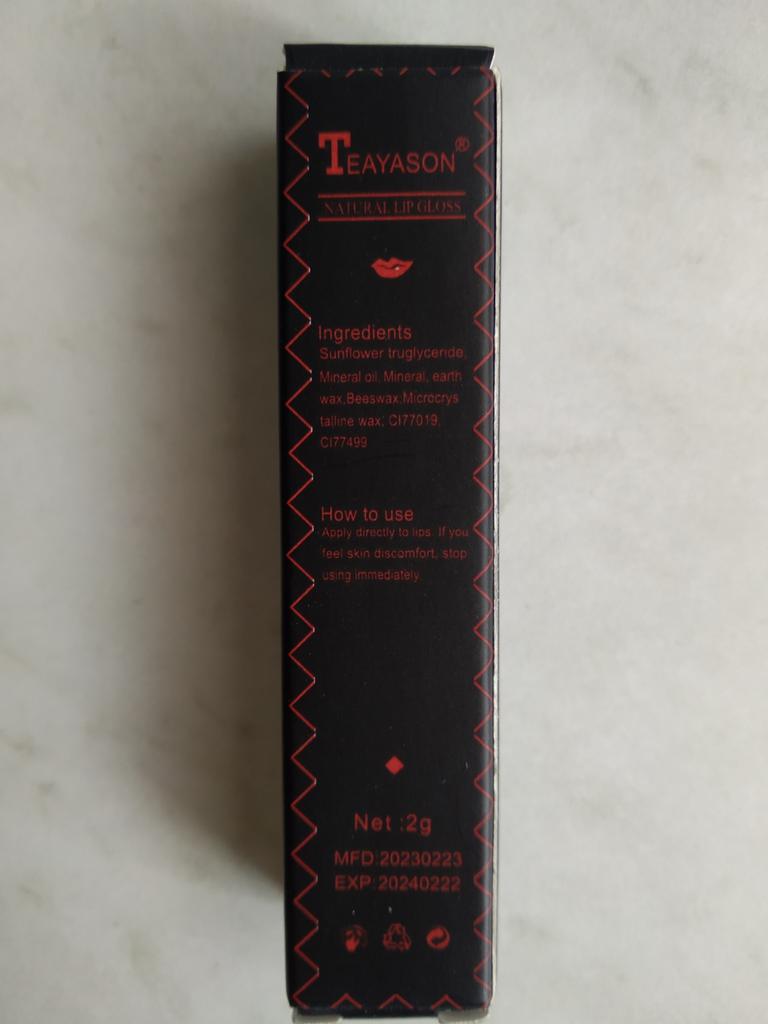 TEAYASON®
NATURAL LIP GLOSS
Ingredients
Sunflower truglyceride,
Mineral oil, Mineral, earth
wax,Beeswax,Microcrys
talline wax, CI77019,
CI77499
How to use
Apply directly to lips. If you
feel skin discomfort, stop
using immediately.
Net :2g
MFD:20230223
EXP:20240222